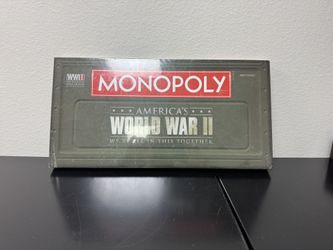 WWII
MONOPOLY
AMERICA'S
WORLD WAR II
WE'RE ALL IN THIS TOGETHER